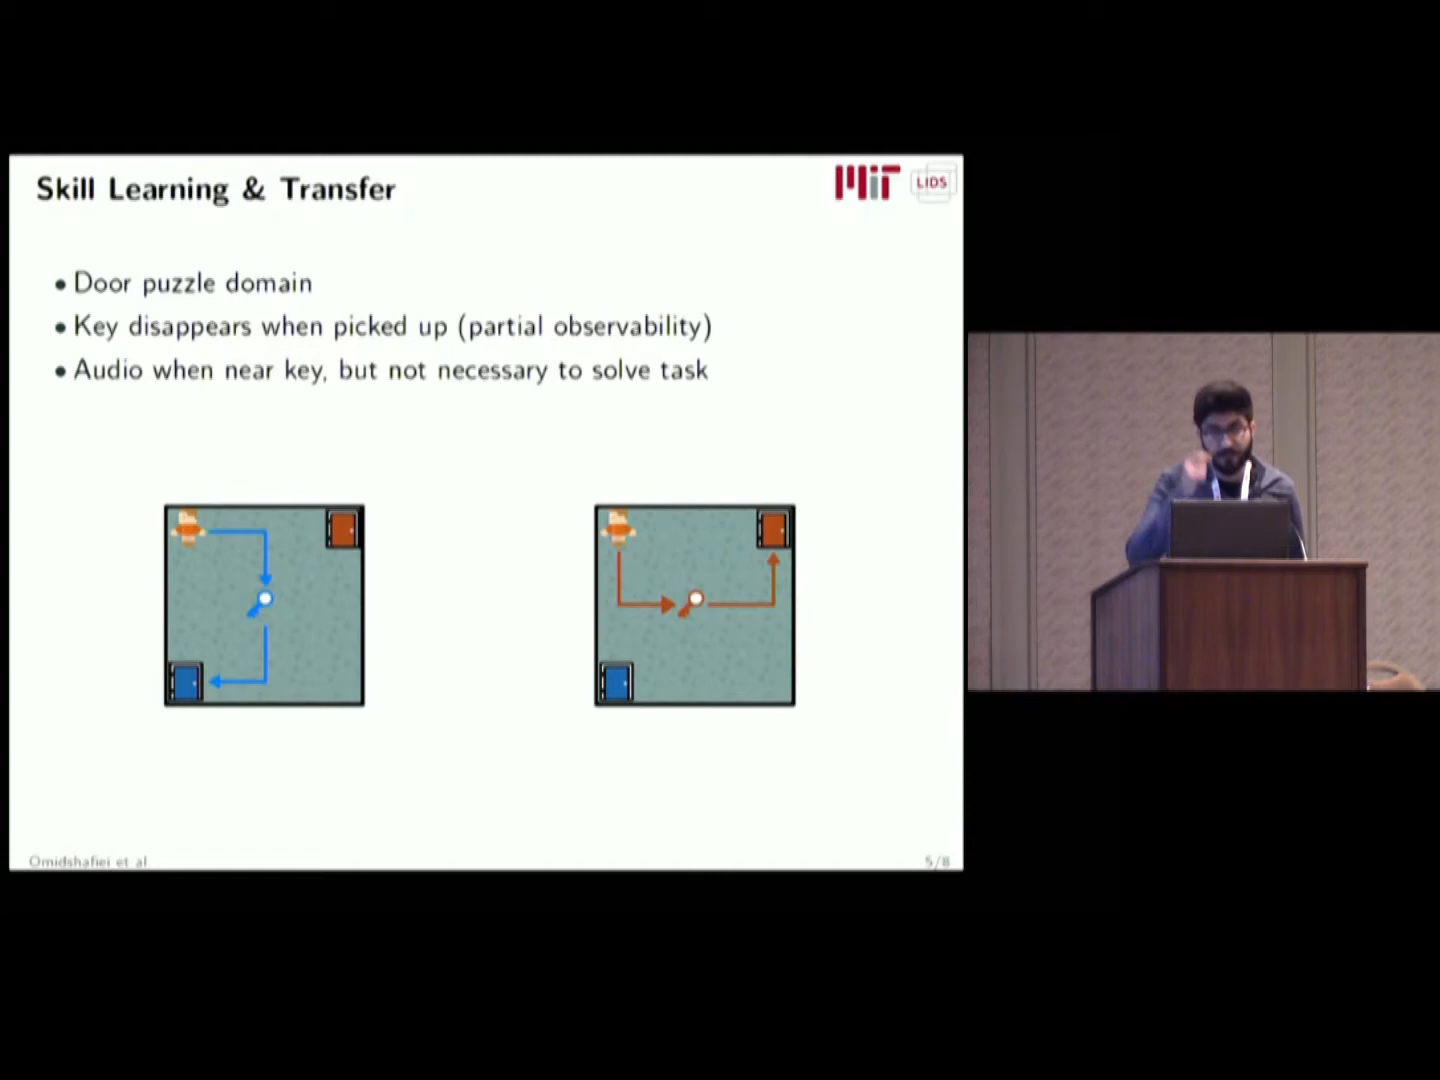 Skill Learning & Transfer
MIT
LIDS
• Door puzzle domain
• Key disappears when picked up (partial observability)
• Audio when near key, but not necessary to solve task
Omidshafiei et al
5/8